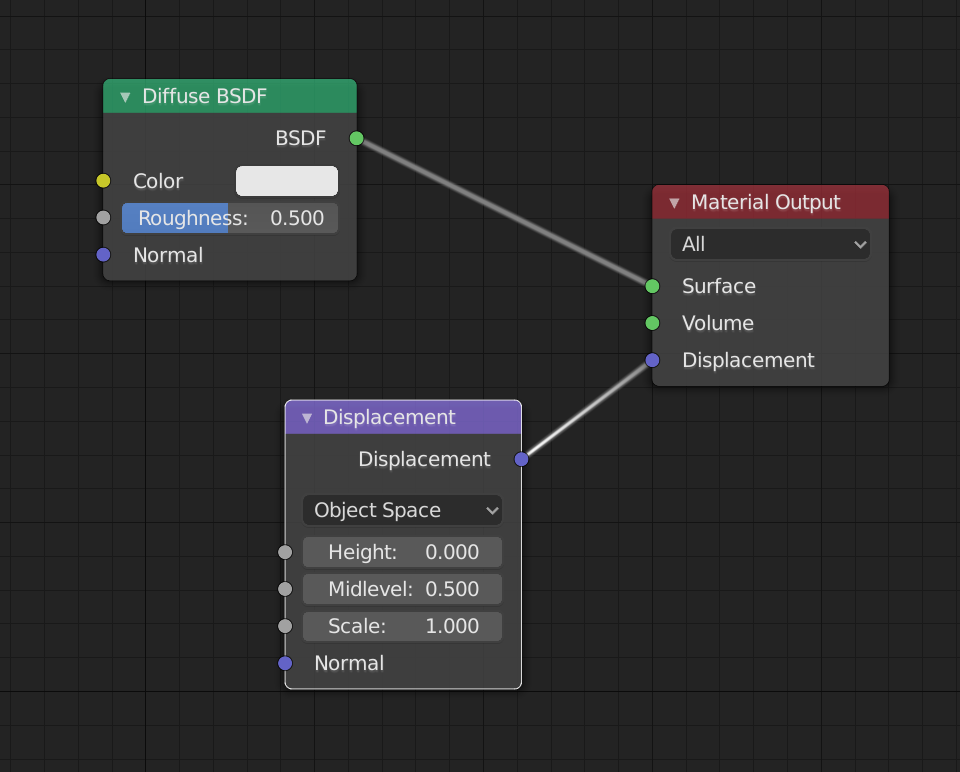 Diffuse BSDF
BSDF
Color
Roughness: 0.500
Normal
Material Output
All
Surface
Volume
Displacement
Displacement
Displacement
Object Space
Height: 0.000
Midlevel: 0.500
Scale: 1.000
Normal